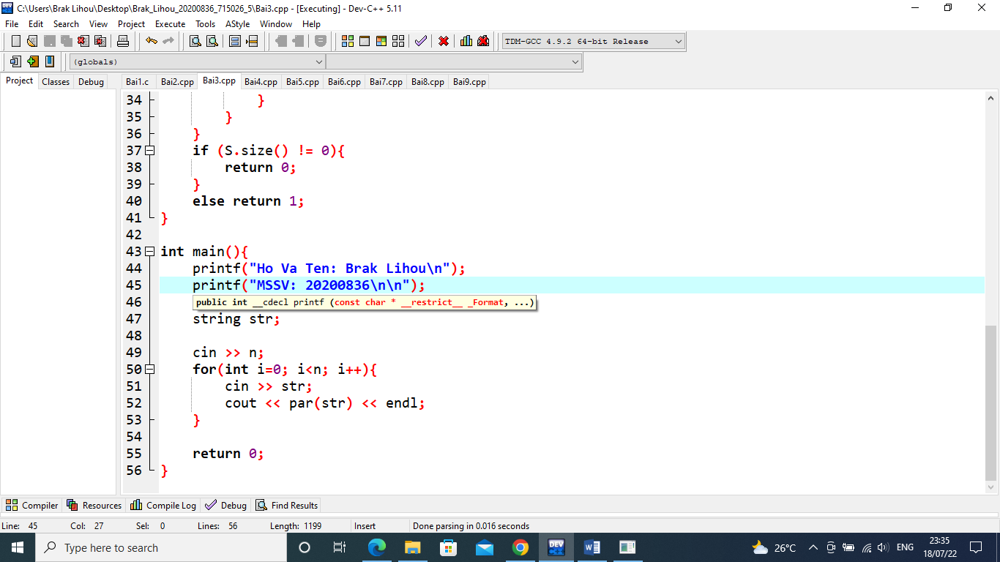 C:\Users\Brak Lihou\Desktop\Brak_Lihou_20200836_715026_5\Bai3.cpp - [Executing] - Dev-C++ 5.11
File Edit Search View Project Execute Tools AStyle Window Help
TDM-GCC 4.9.2 64-bit Release
(globals)
Project Classes Debug Bai1.c Bai2.cpp Bai3.cpp Bai4.cpp Bai5.cpp Bai6.cpp Bai7.cpp Bai8.cpp Bai9.cpp
34 }
35 }
36 }
37 if (S.size() != 0){
38 return 0;
39 }
40 else return 1;
41 }
42
43 int main(){
44 printf("Ho Va Ten: Brak Lihou\n");
45 printf("MSSV: 20200836\n\n");
46 public int __cdecl printf (const char * __restrict__ _Format, ...)
47 string str;
48
49 cin >> n;
50 for(int i=0; i<n; i++){
51 cin >> str;
52 cout << par(str) << endl;
53 }
54
55 return 0;
56 }
Compiler Resources Compile Log Debug Find Results
Line: 45 Col: 27 Sel: 0 Lines: 56 Length: 1199 Insert Done parsing in 0.016 seconds
Type here to search DEV 26°C ENG 23:35
18/07/22